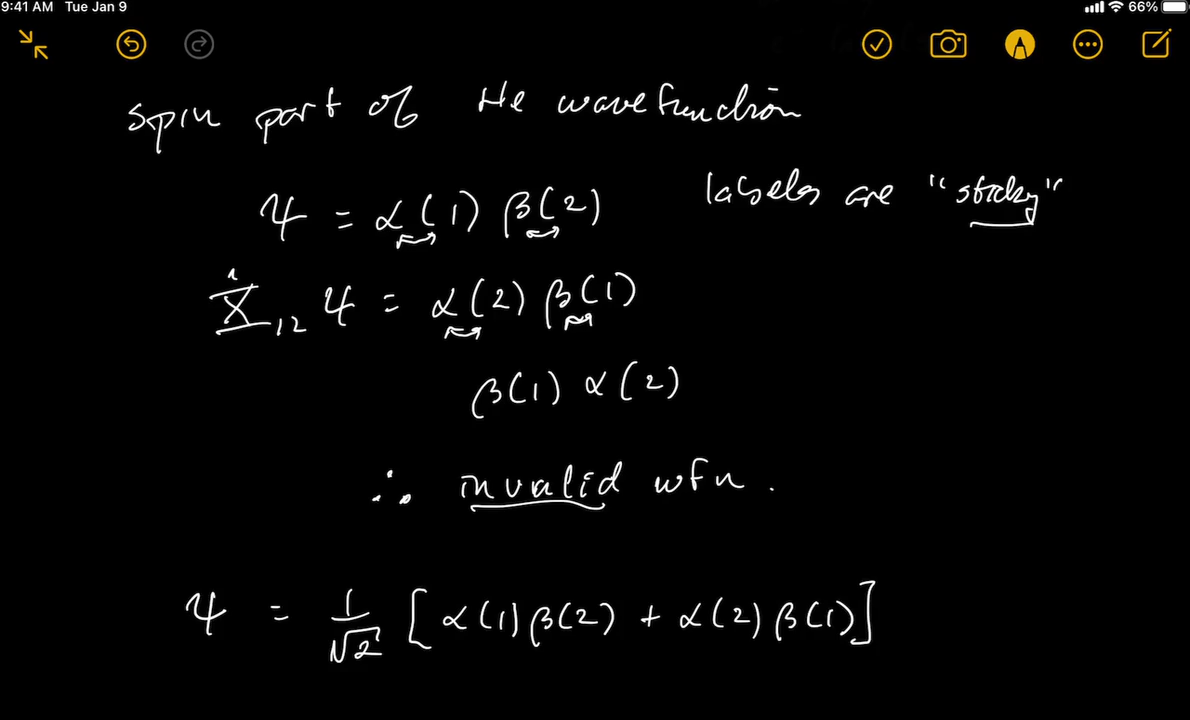 9:41 AM Tue Jan 9 66%
spin part of He wavefunction
labels are "sticky"
Ψ = α(1) β(2)
X̂₁₂ Ψ = α(2) β(1)
β(1) α(2)
∴ invalid wfn.
Ψ = 1/√2 [α(1)β(2) + α(2)β(1)]